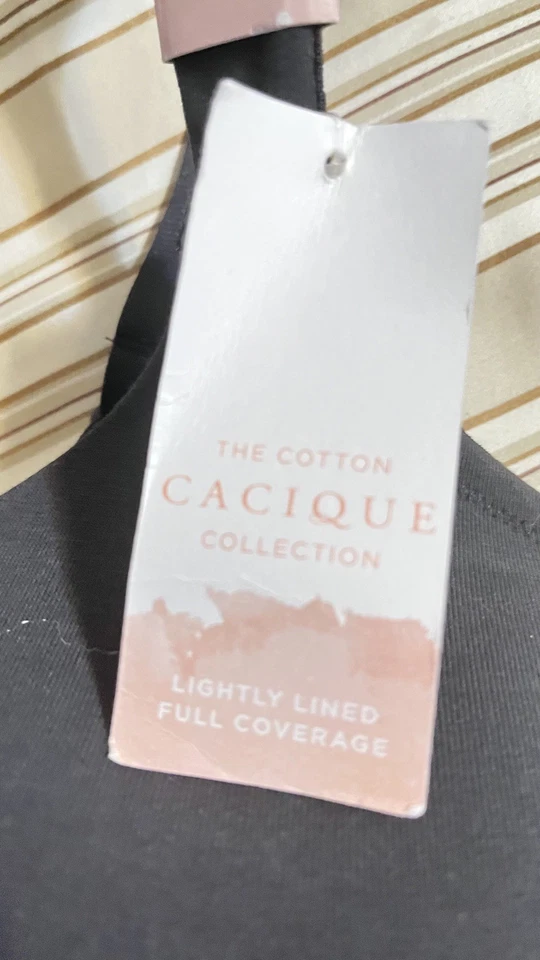 THE COTTON
CACIQUE
COLLECTION
LIGHTLY LINED
FULL COVERAGE